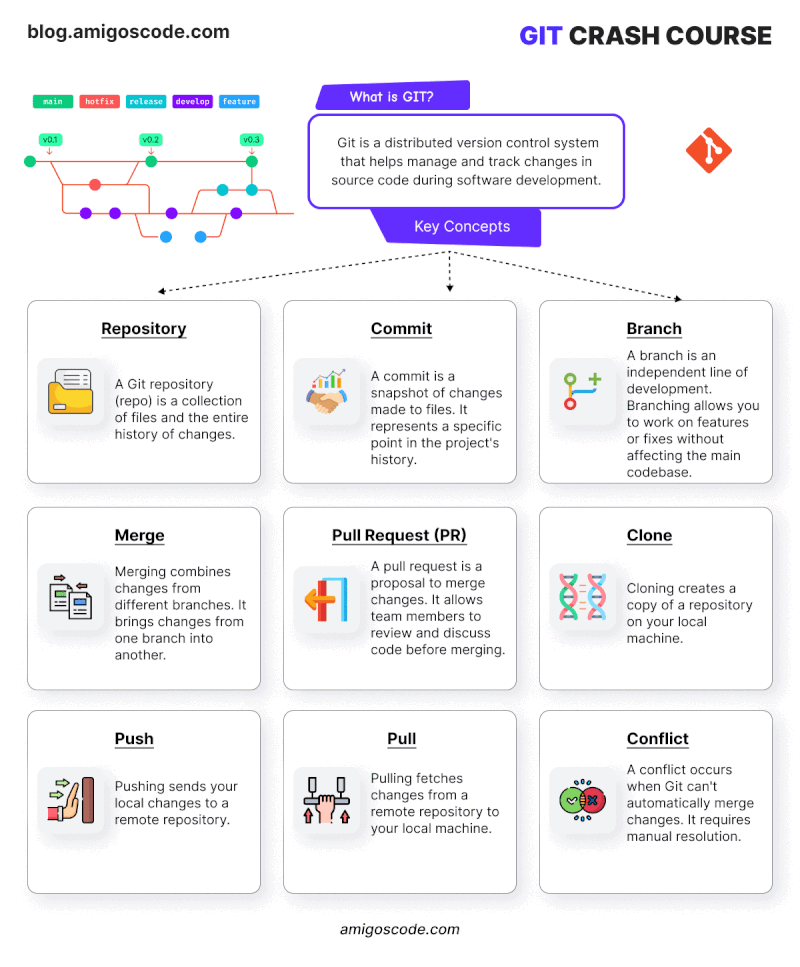 blog.amigoscode.com
GIT CRASH COURSE
main
hotfix
release
develop
feature
v0.1
v0.2
v0.3
What is GIT?
Git is a distributed version control system
that helps manage and track changes in
source code during software development.
Key Concepts
Repository
A Git repository
(repo) is a collection
of files and the entire
history of changes.
Commit
A commit is a
snapshot of changes
made to files. It
represents a specific
point in the project's
history.
Branch
A branch is an
independent line of
development.
Branching allows you
to work on features
or fixes without
affecting the main
codebase.
Merge
Merging combines
changes from
different branches. It
brings changes from
one branch into
another.
Pull Request (PR)
A pull request is a
proposal to merge
changes. It allows
team members to
review and discuss
code before merging.
Clone
Cloning creates a
copy of a repository
on your local
machine.
Push
Pushing sends your
local changes to a
remote repository.
Pull
Pulling fetches
changes from a
remote repository to
your local machine.
Conflict
A conflict occurs
when Git can't
automatically merge
changes. It requires
manual resolution.
amigoscode.com